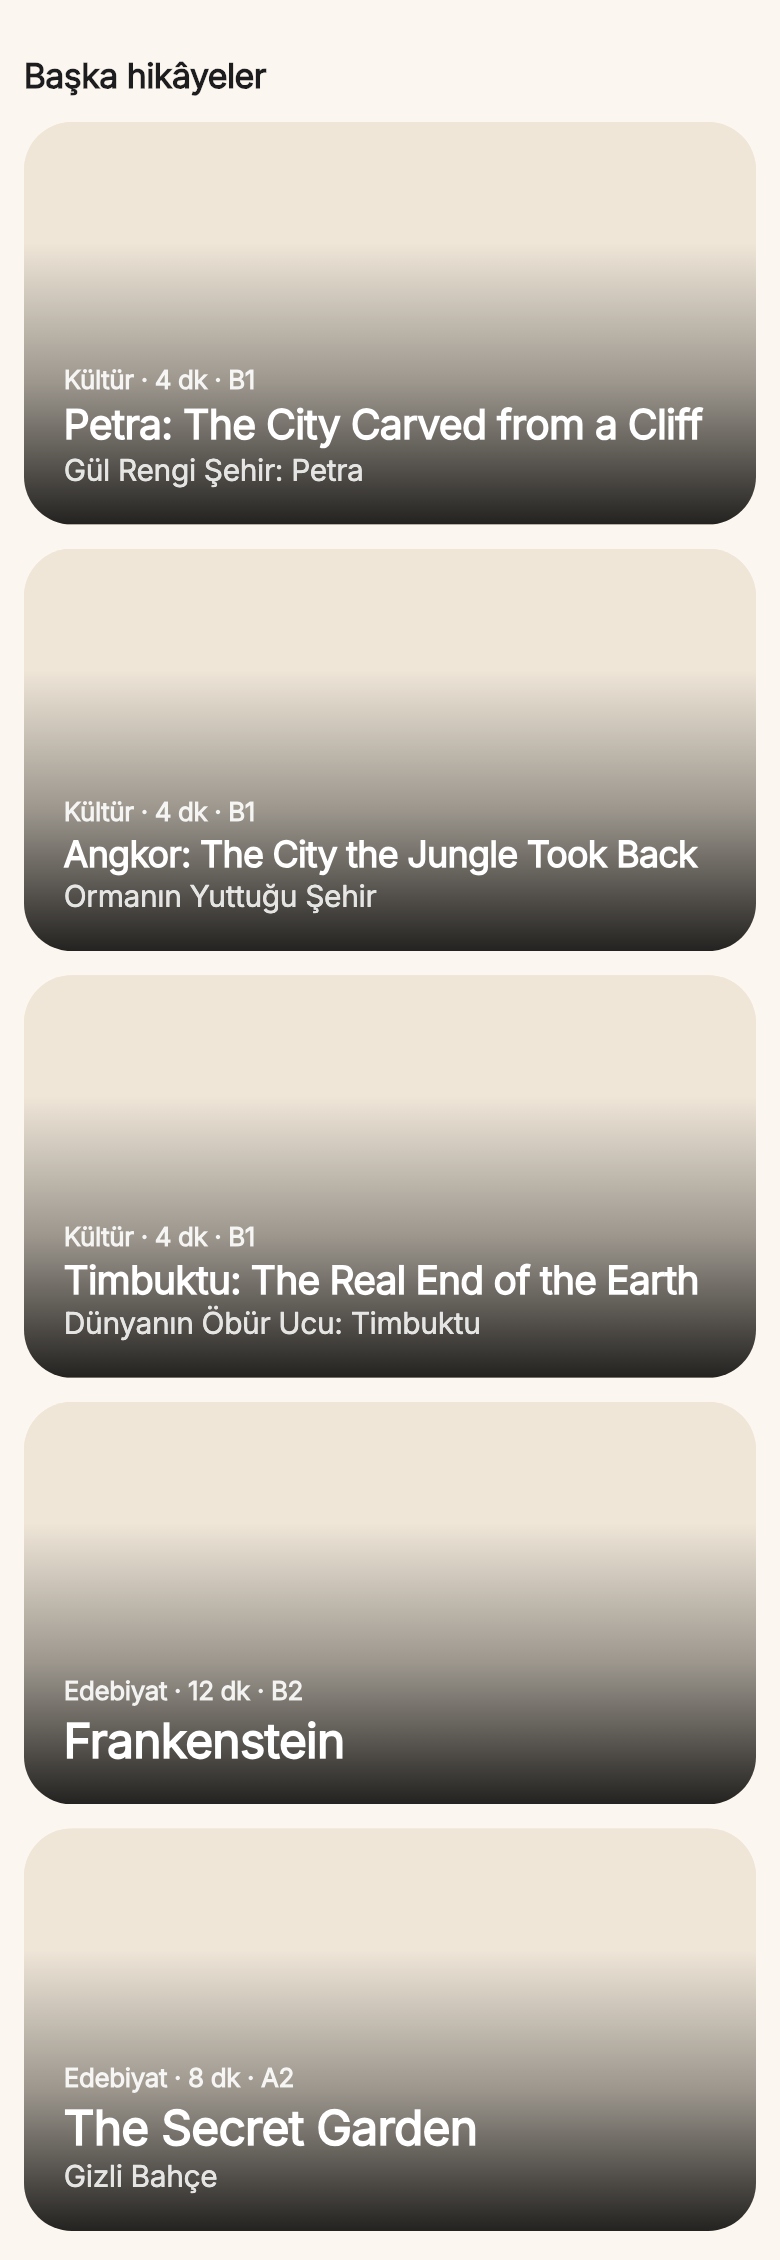 Başka hikâyeler
Kültür · 4 dk · B1
Petra: The City Carved from a Cliff
Gül Rengi Şehir: Petra
Kültür · 4 dk · B1
Angkor: The City the Jungle Took Back
Ormanın Yuttuğu Şehir
Kültür · 4 dk · B1
Timbuktu: The Real End of the Earth
Dünyanın Öbür Ucu: Timbuktu
Edebiyat · 12 dk · B2
Frankenstein
Edebiyat · 8 dk · A2
The Secret Garden
Gizli Bahçe